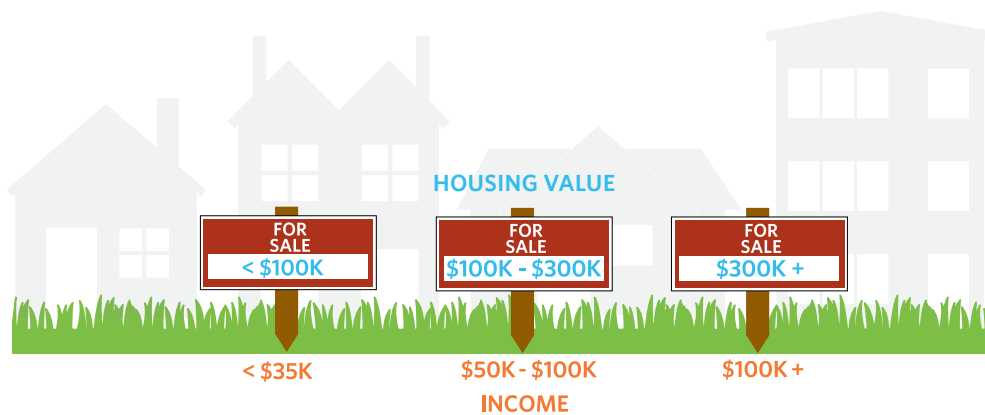 HOUSING VALUE
FOR
SALE
< $100K
FOR
SALE
$100K - $300K
FOR
SALE
$300K +
< $35K
$50K - $100K
$100K +
INCOME